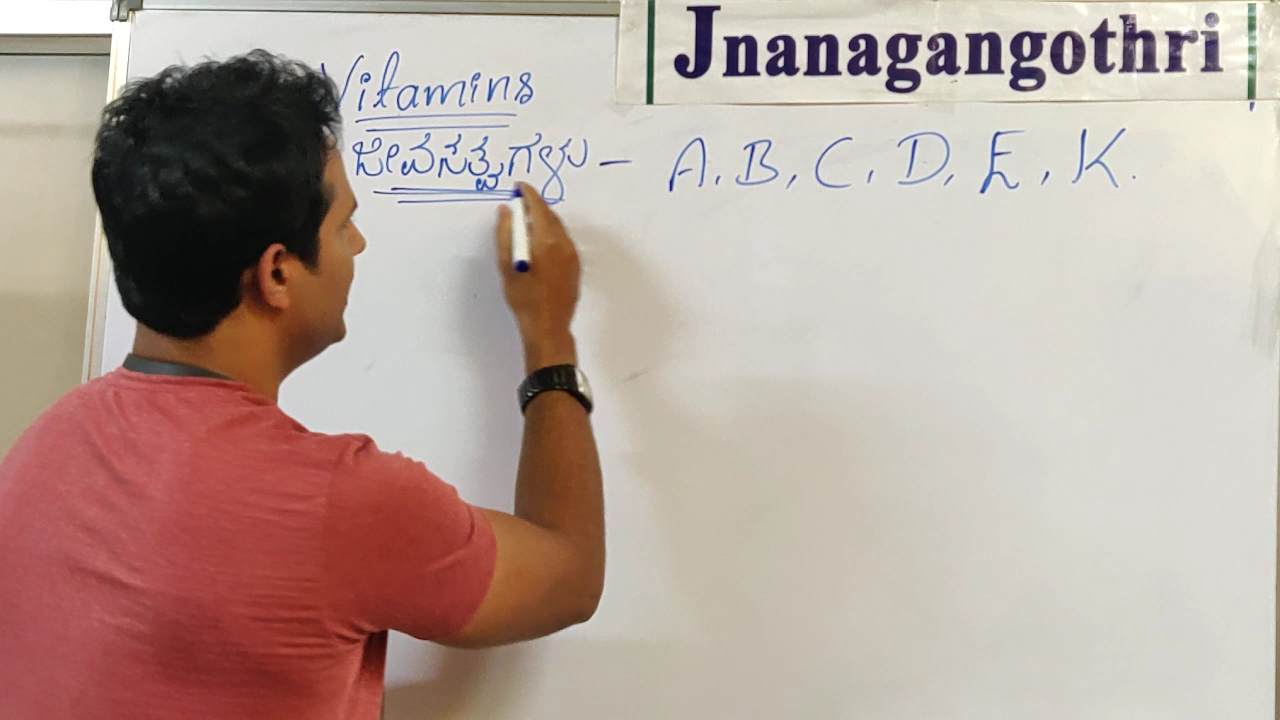 Jnanagangothri
Vitamins
ಜೀವಸತ್ವಗಳು – A, B, C, D, E, K.